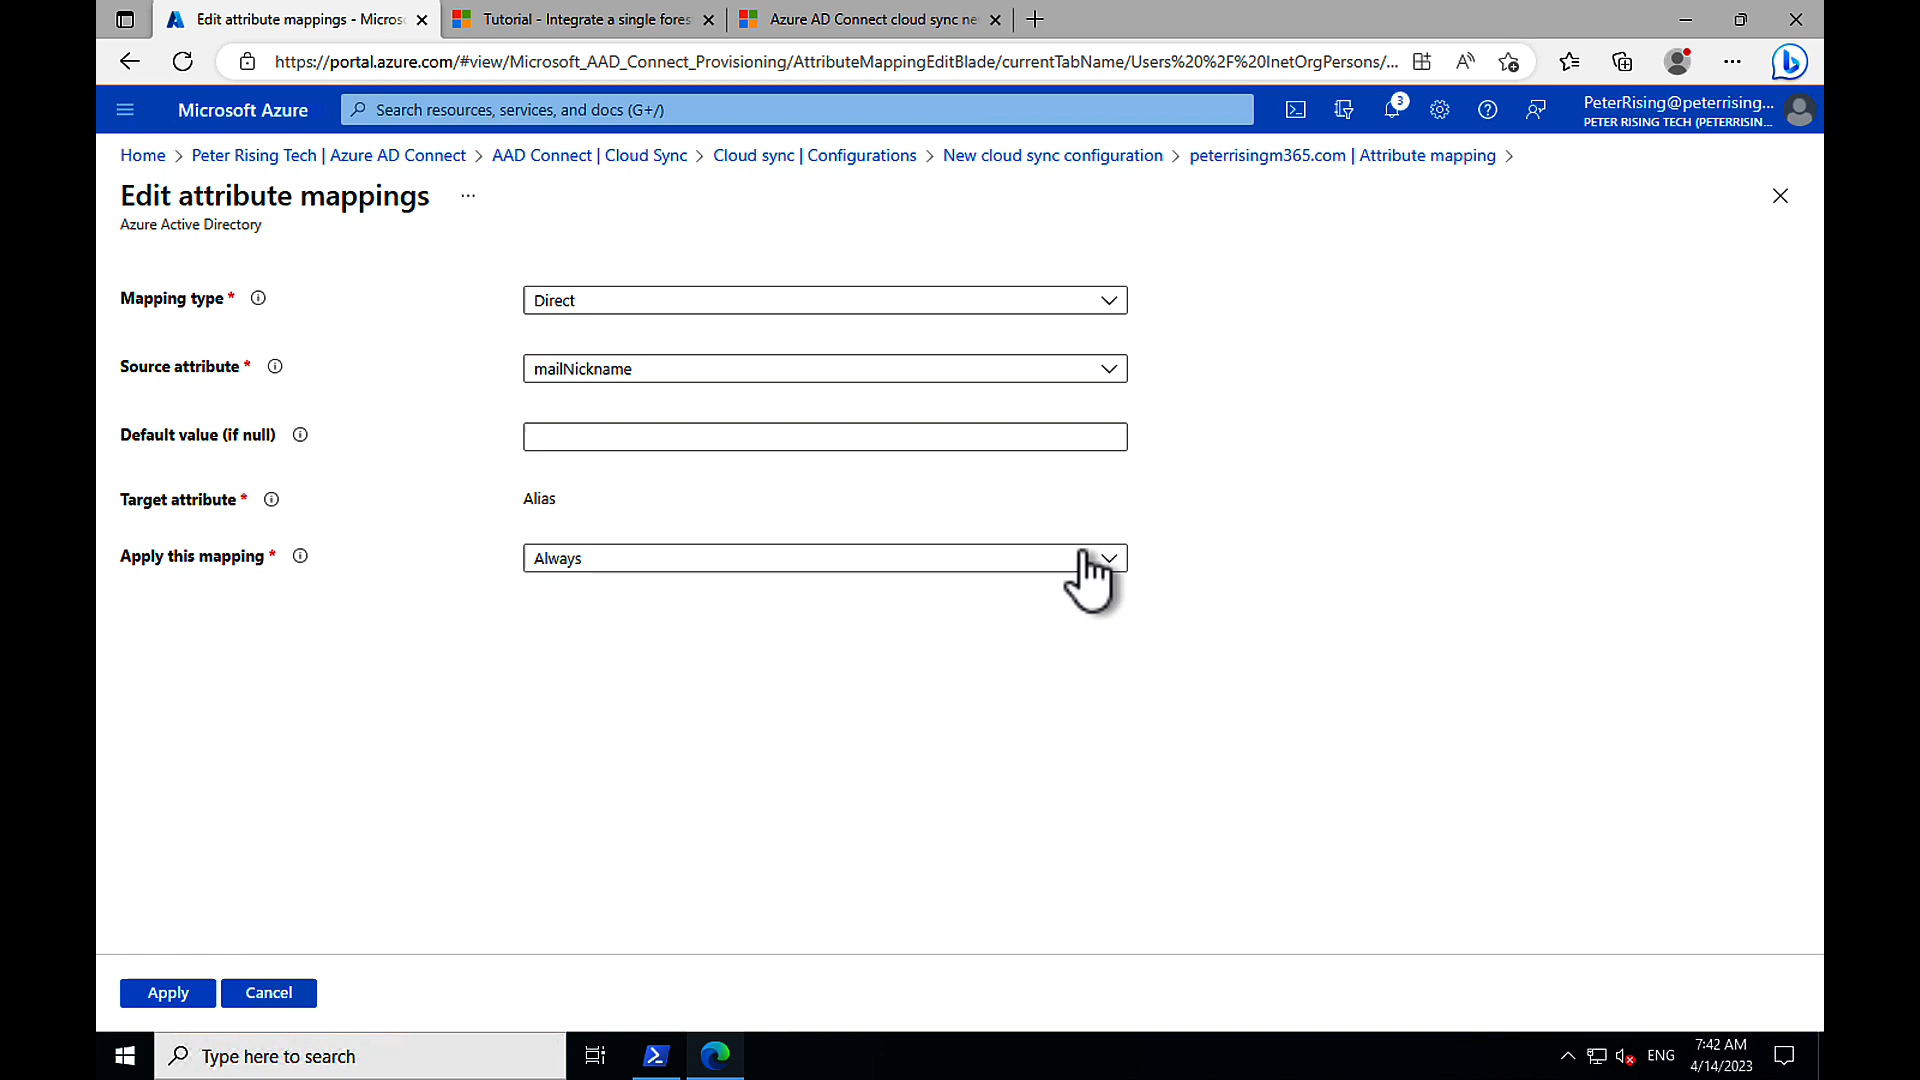 Edit attribute mappings - Micros
Tutorial - Integrate a single fores
Azure AD Connect cloud sync ne
https://portal.azure.com/#view/Microsoft_AAD_Connect_Provisioning/AttributeMappingEditBlade/currentTabName/Users%20%2F%20InetOrgPersons/...
Microsoft Azure
Search resources, services, and docs (G+/)
3
PeterRising@peterrising...
PETER RISING TECH (PETERRISIN...
Home > Peter Rising Tech | Azure AD Connect > AAD Connect | Cloud Sync > Cloud sync | Configurations > New cloud sync configuration > peterrisingm365.com | Attribute mapping >
Edit attribute mappings ...
Azure Active Directory
Mapping type *
Direct
Source attribute *
mailNickname
Default value (if null)
Target attribute *
Alias
Apply this mapping *
Always
Apply
Cancel
Type here to search
ENG
7:42 AM
4/14/2023